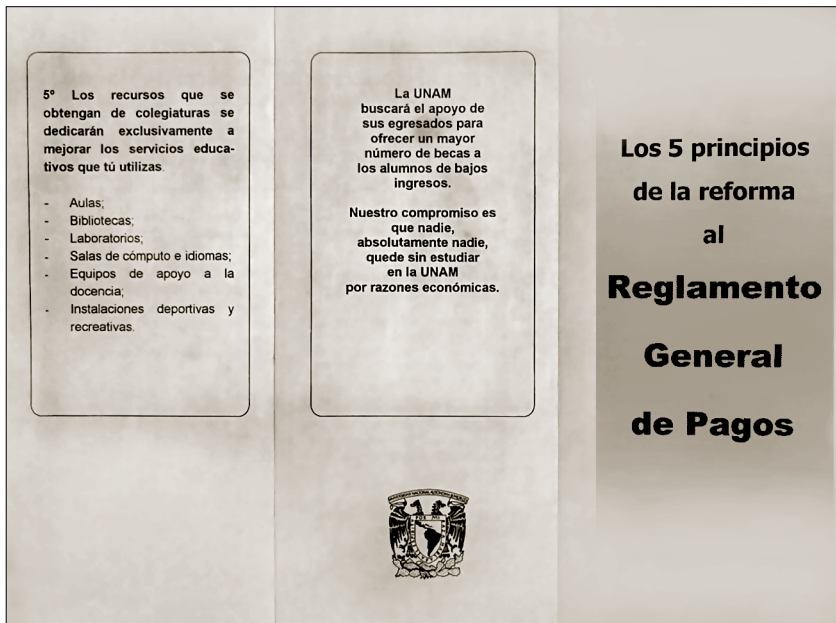 5º Los recursos que se
obtengan de colegiaturas se
dedicarán exclusivamente a
mejorar los servicios educa-
tivos que tú utilizas.
- Aulas;
- Bibliotecas;
- Laboratorios;
- Salas de cómputo e idiomas;
- Equipos de apoyo a la
docencia;
- Instalaciones deportivas y
recreativas.
La UNAM
buscará el apoyo de
sus egresados para
ofrecer un mayor
número de becas a
los alumnos de bajos
ingresos.
Nuestro compromiso es
que nadie,
absolutamente nadie,
quede sin estudiar
en la UNAM
por razones económicas.
Los 5 principios
de la reforma
al
Reglamento
General
de Pagos